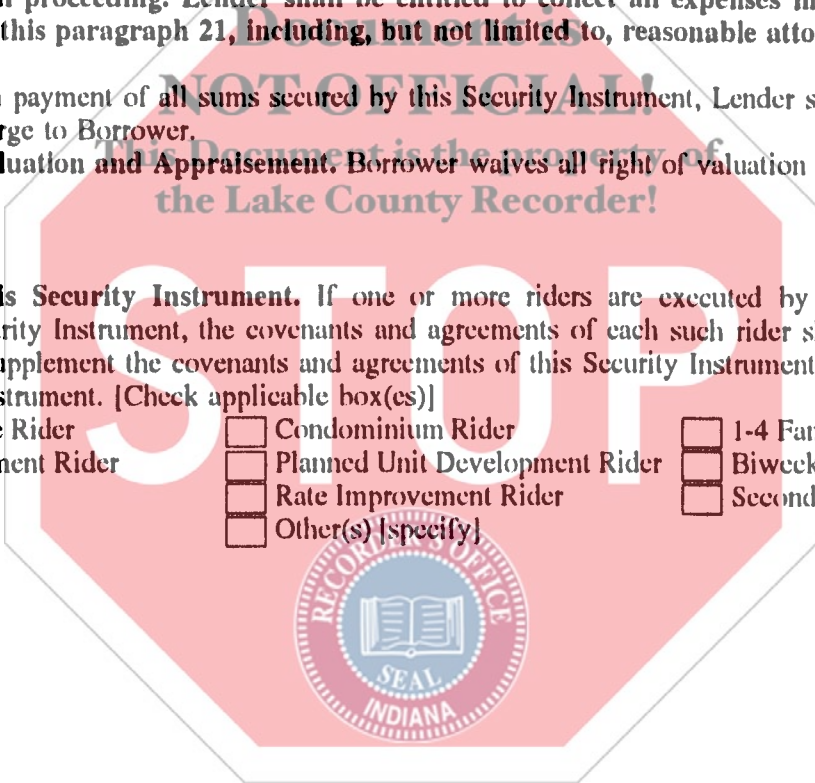 proceeding. Lender shall be entitled to collect all expenses
this paragraph 21, including, but not limited to, reasonable atto
Document is
NOT OFFICIAL!
payment of all sums secured by this Security Instrument, Lender s
rge to Borrower.
This Document is the property of
luation and Appraisement. Borrower waives all right of valuation
the Lake County Recorder!
STOP
is Security Instrument. If one or more riders are executed by
rity Instrument, the covenants and agreements of each such rider s
upplement the covenants and agreements of this Security Instrument
strument. [Check applicable box(es)]
Rider Condominium Rider 1-4 Fam
ment Rider Planned Unit Development Rider Biweek
Rate Improvement Rider Second
Other(s) [specify]
RECORDER'S OFFICE
SEAL
INDIANA